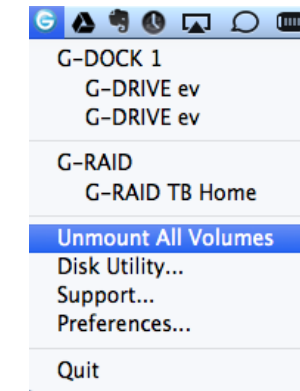 G
G-DOCK 1
G-DRIVE ev
G-DRIVE ev
G-RAID
G-RAID TB Home
Unmount All Volumes
Disk Utility...
Support...
Preferences...
Quit